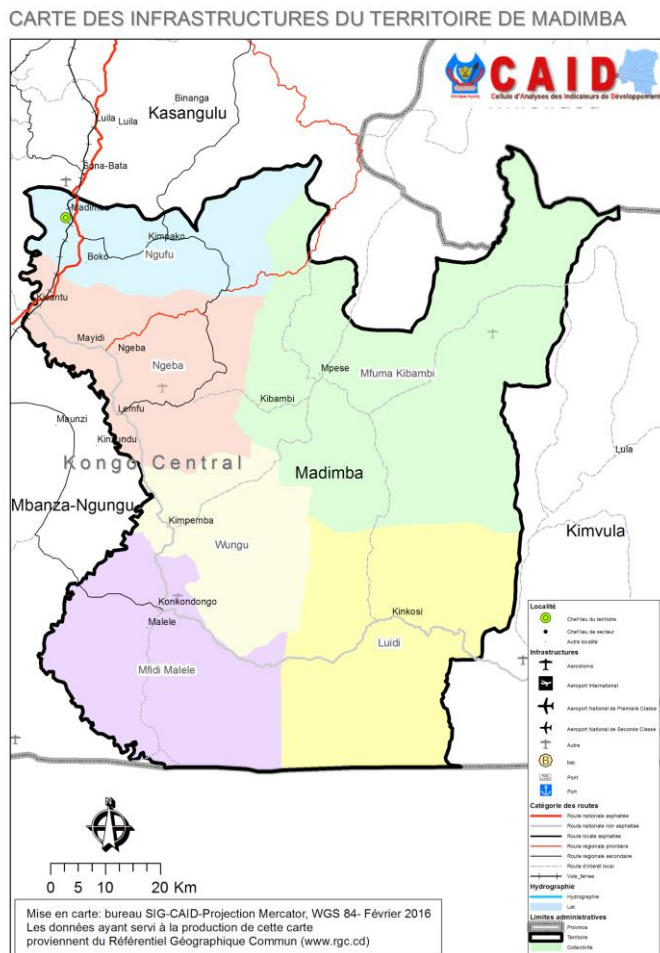 CARTE DES INFRASTRUCTURES DU TERRITOIRE DE MADIMBA
CAID
Cellule d'Analyses des Indicateurs de Développement
Binanga
Kasangulu
Luila
Luila
Sona-Bata
Madimba
Kimpako
Ngufu
Boko
Kisantu
Mayidi
Ngeba
Ngeba
Mpese
Mfuma Kibambi
Kibambi
Lemfu
Maunzi
Kinzundu
Lula
Kongo Central
Madimba
Mbanza-Ngungu
Kimpemba
Kimvula
Wungu
Konkondongo
Kinkosi
Malele
Luidi
Mfidi Malele
Localité
Chef lieu du territoire
Chef lieu de secteur
Autre localité
Infrastructures
Aerodrome
Aeroport International
Aeroport National de Premiere Classe
Aeroport National de Seconde Classe
Autre
B
bac
Pont
Port
Catégorie des routes
Route nationale asphaltée
Route nationale non asphaltée
Route locale asphaltée
Route régionale prioritaire
Route régionale secondaire
Route d'intérêt local
Voie_ferree
Hydrographie
Hydrographie
Lac
Limites administratives
Province
Territoire
Collectivité
N
0 5 10 20 Km
Mise en carte: bureau SIG-CAID-Projection Mercator, WGS 84- Février 2016
Les données ayant servi à la production de cette carte
proviennent du Référentiel Géographique Commun (www.rgc.cd)